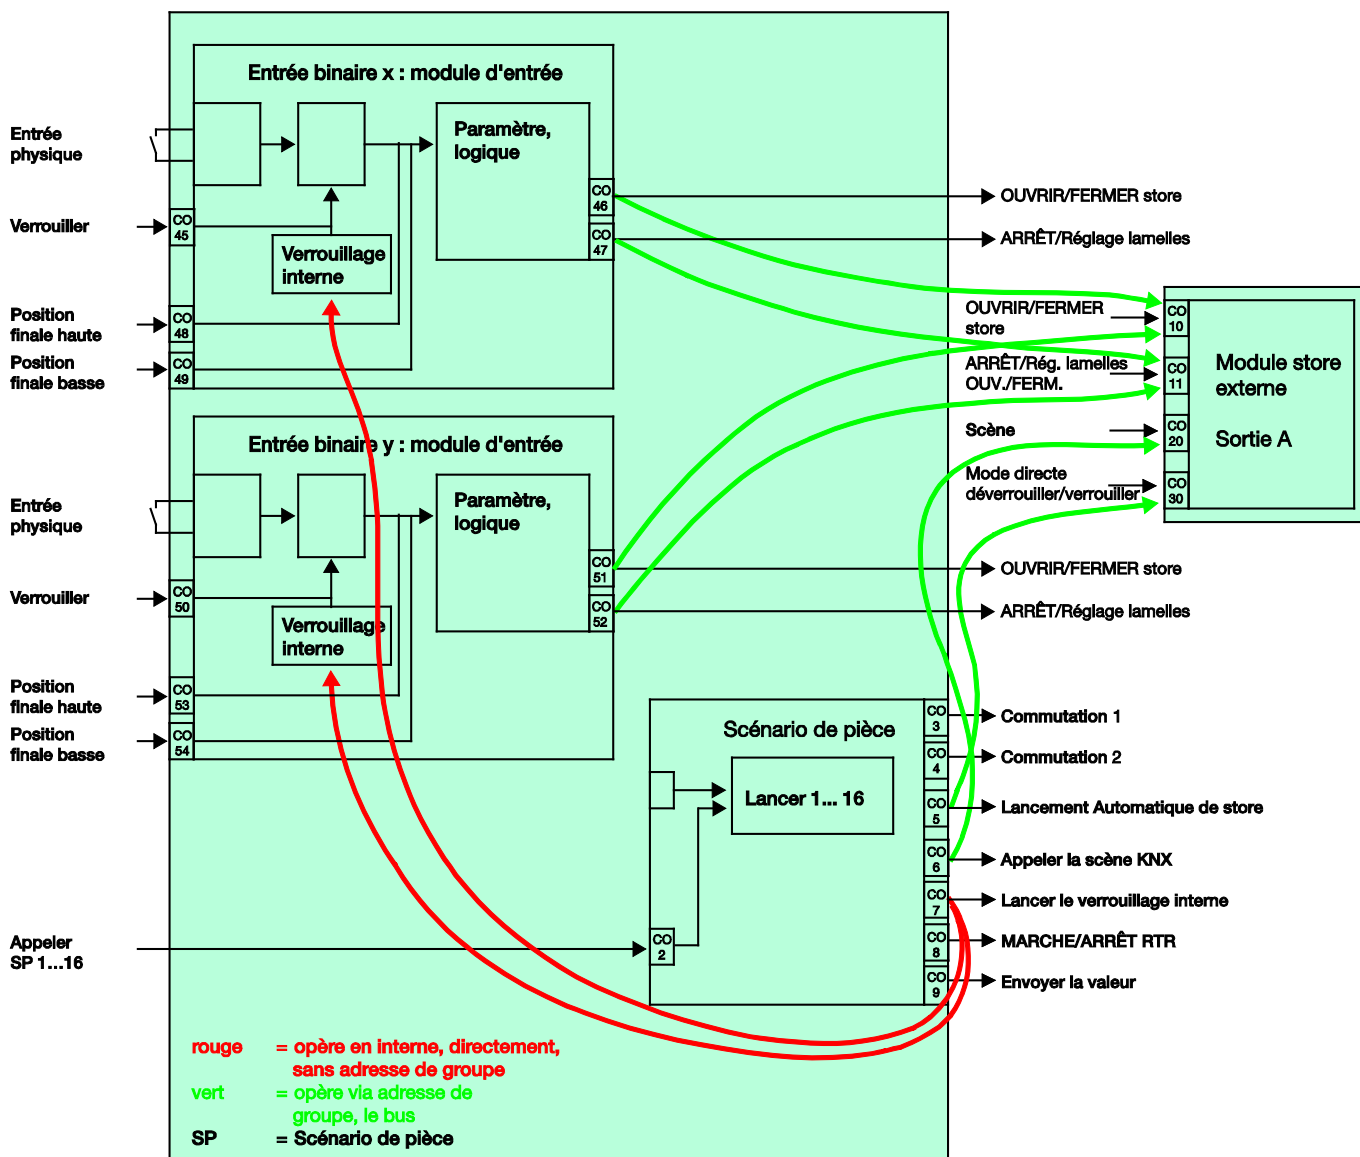 Entrée binaire x : module d'entrée
Entrée
physique
Paramètre,
logique
Verrouiller
CO
45
Verrouillage
interne
CO
46
OUVRIR/FERMER store
CO
47
ARRÊT/Réglage lamelles
Position
finale haute
CO
48
Position
finale basse
CO
49
OUVRIR/FERMER
store
CO
10
ARRÊT/Rég. lamelles
OUV./FERM.
CO
11
Scène
CO
20
Mode directe
déverrouiller/verrouiller
CO
30
Module store
externe
Sortie A
Entrée binaire y : module d'entrée
Entrée
physique
Paramètre,
logique
Verrouiller
CO
50
Verrouillage
interne
CO
51
OUVRIR/FERMER store
CO
52
ARRÊT/Réglage lamelles
Position
finale haute
CO
53
Position
finale basse
CO
54
Scénario de pièce
Lancer 1... 16
CO
3
Commutation 1
CO
4
Commutation 2
CO
5
Lancement Automatique de store
CO
6
Appeler la scène KNX
CO
7
Lancer le verrouillage interne
CO
8
MARCHE/ARRÊT RTR
CO
9
Envoyer la valeur
Appeler
SP 1...16
CO
2
rouge = opère en interne, directement,
sans adresse de groupe
vert = opère via adresse de
groupe, le bus
SP = Scénario de pièce